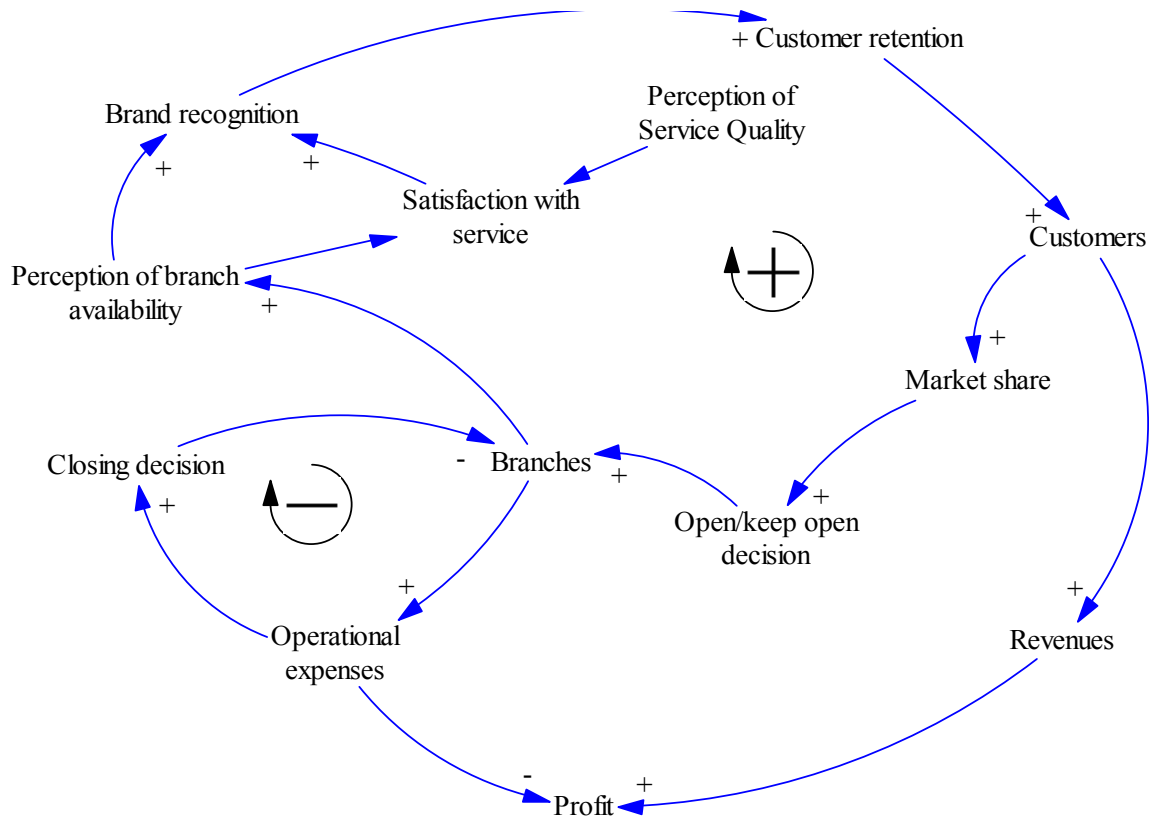 + Customer retention
Perception of
Service Quality
Brand recognition
+
+
Satisfaction with
service
+
Customers
Perception of branch
availability
+
+
+
Market share
Closing decision
-
Branches
+
+
−
+
Open/keep open
decision
+
+
Operational
expenses
Revenues
-
+
Profit